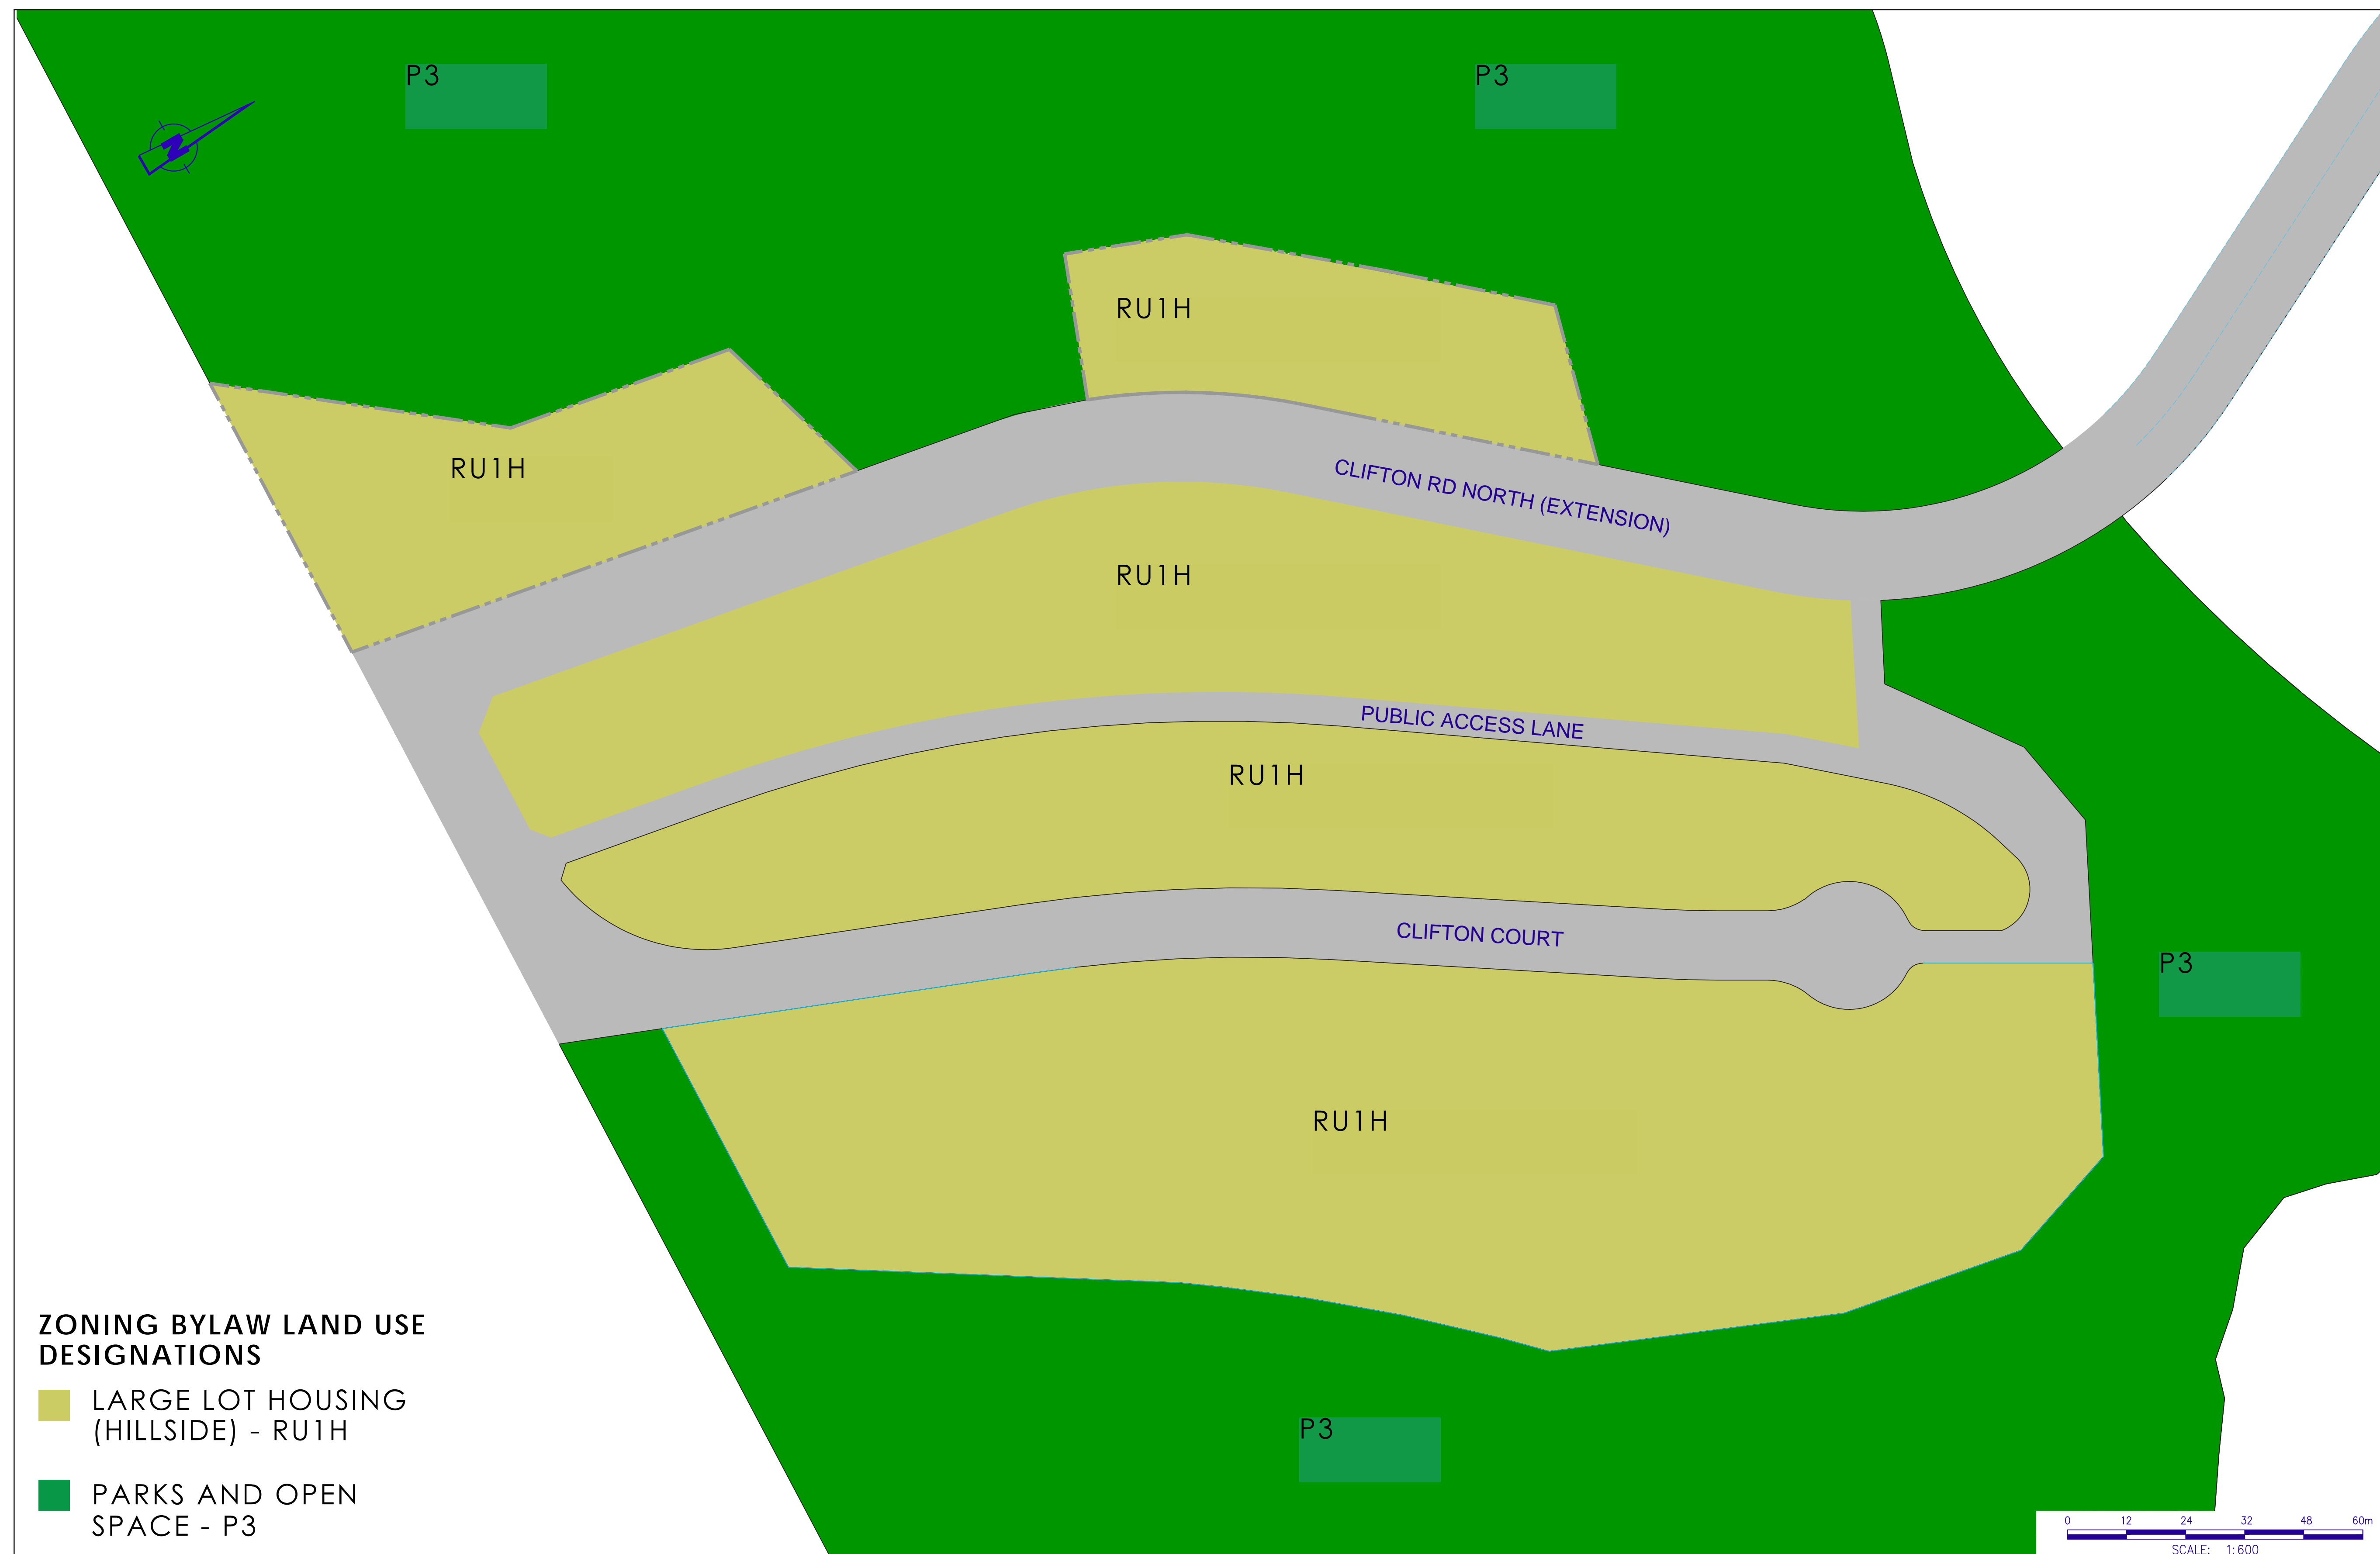 P3
P3
N
RU1H
RU1H
CLIFTON RD NORTH (EXTENSION)
RU1H
PUBLIC ACCESS LANE
RU1H
CLIFTON COURT
P3
RU1H
ZONING BYLAW LAND USE
DESIGNATIONS
LARGE LOT HOUSING
(HILLSIDE) - RU1H
PARKS AND OPEN
SPACE - P3
P3
0 12 24 32 48 60m
SCALE: 1:600